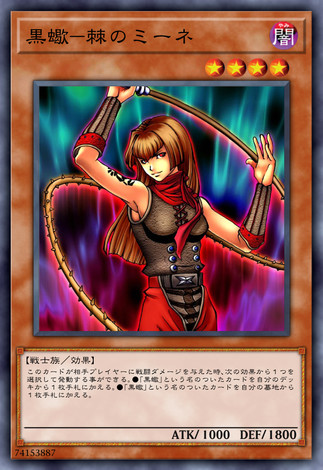 黒蠍－棘のミーネ
やみ
闇
【戦士族／効果】
このカードが相手プレイヤーに戦闘ダメージを与えた時、次の効果から１つを
選択して発動する事ができる。●「黒蠍」という名のついたカードを自分のデッ
キから１枚手札に加える。●「黒蠍」という名のついたカードを自分の墓地から
１枚手札に加える。
ATK/ 1000 DEF/1800
74153887